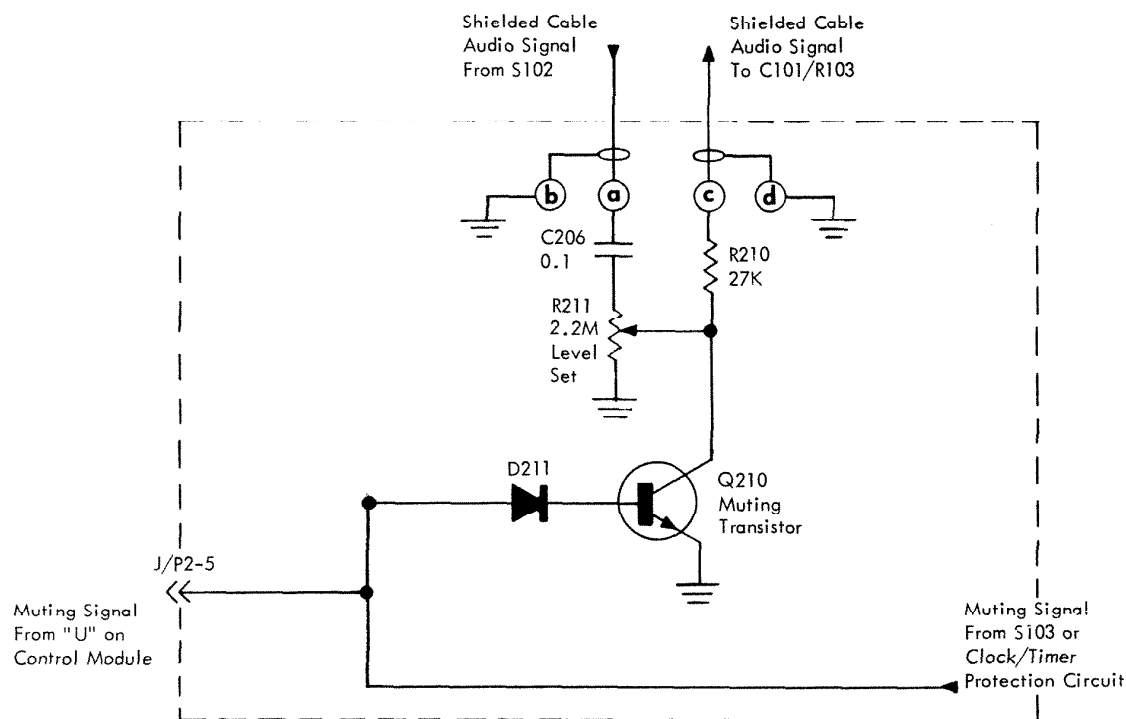 Shielded Cable
Audio Signal
From S102
Shielded Cable
Audio Signal
To C101/R103
b
a
c
d
C206
0.1
R210
27K
R211
2.2M
Level
Set
D211
Q210
Muting
Transistor
J/P2-5
Muting Signal
From "U" on
Control Module
Muting Signal
From S103 or
Clock/Timer
Protection Circuit